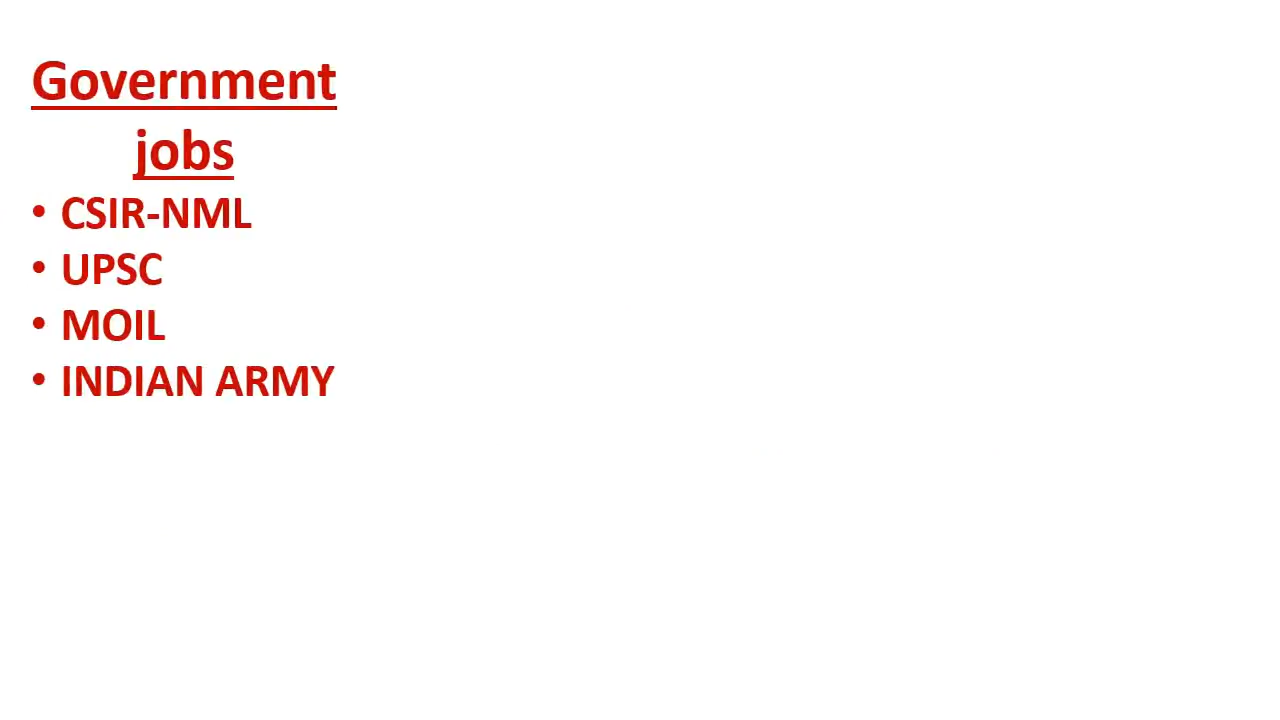 Government
jobs
• CSIR-NML
• UPSC
• MOIL
• INDIAN ARMY